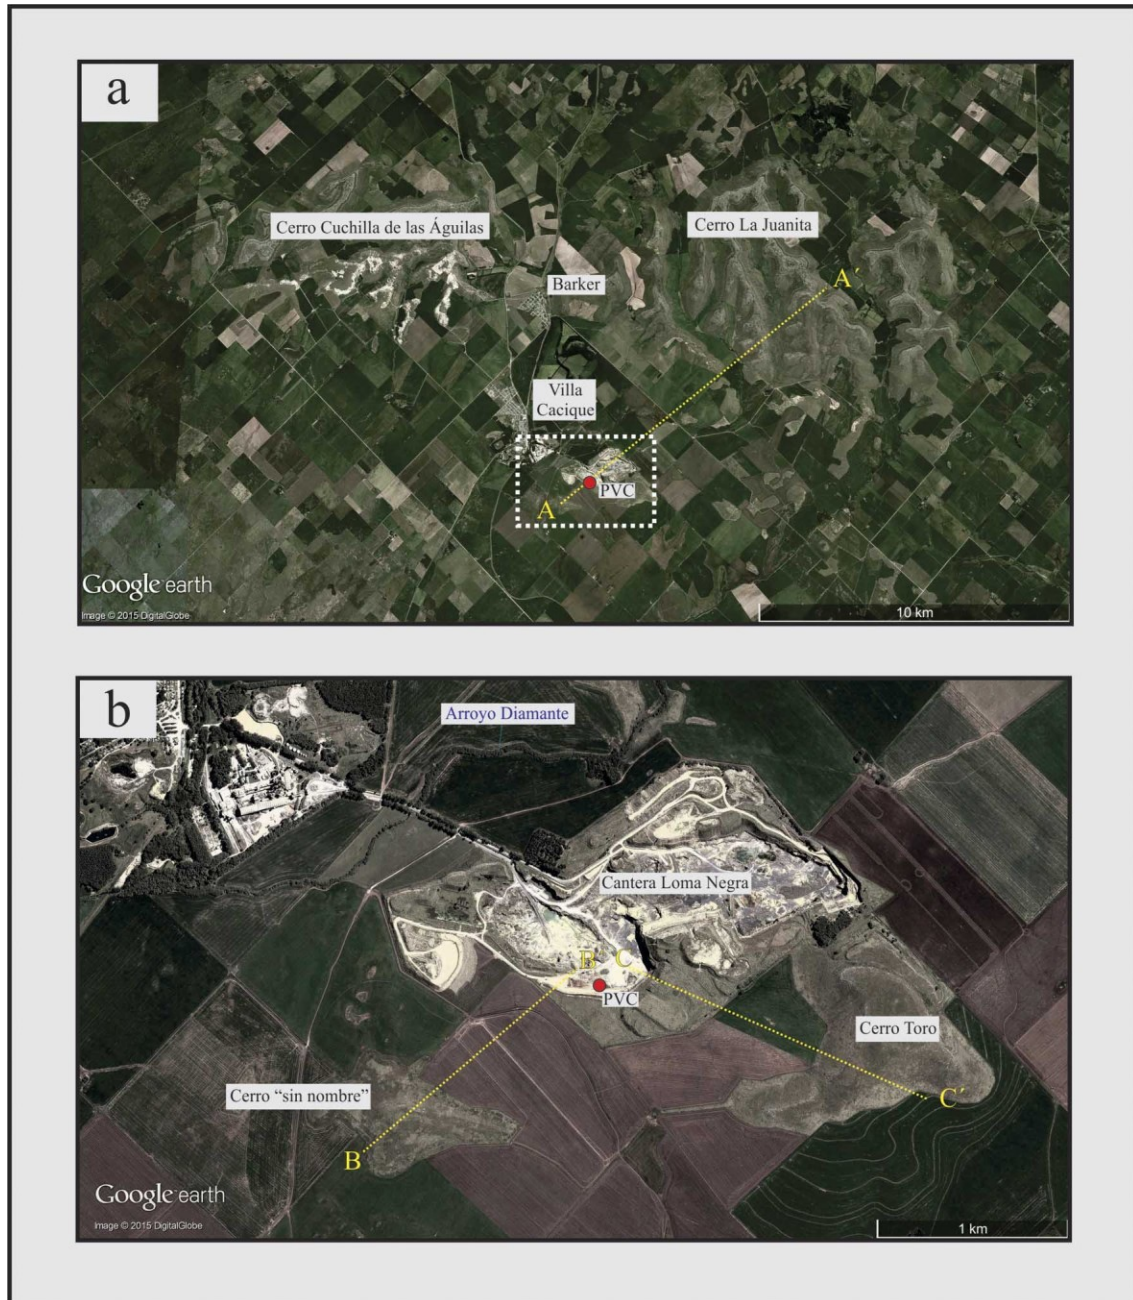 a
Cerro Cuchilla de las Águilas
Cerro La Juanita
A´
Barker
Villa
Cacique
PVC
A
Google earth
Image © 2015 DigitalGlobe
10 km
b
Arroyo Diamante
Cantera Loma Negra
B
C
PVC
Cerro Toro
Cerro “sin nombre”
C´
B
Google earth
Image © 2015 DigitalGlobe
1 km